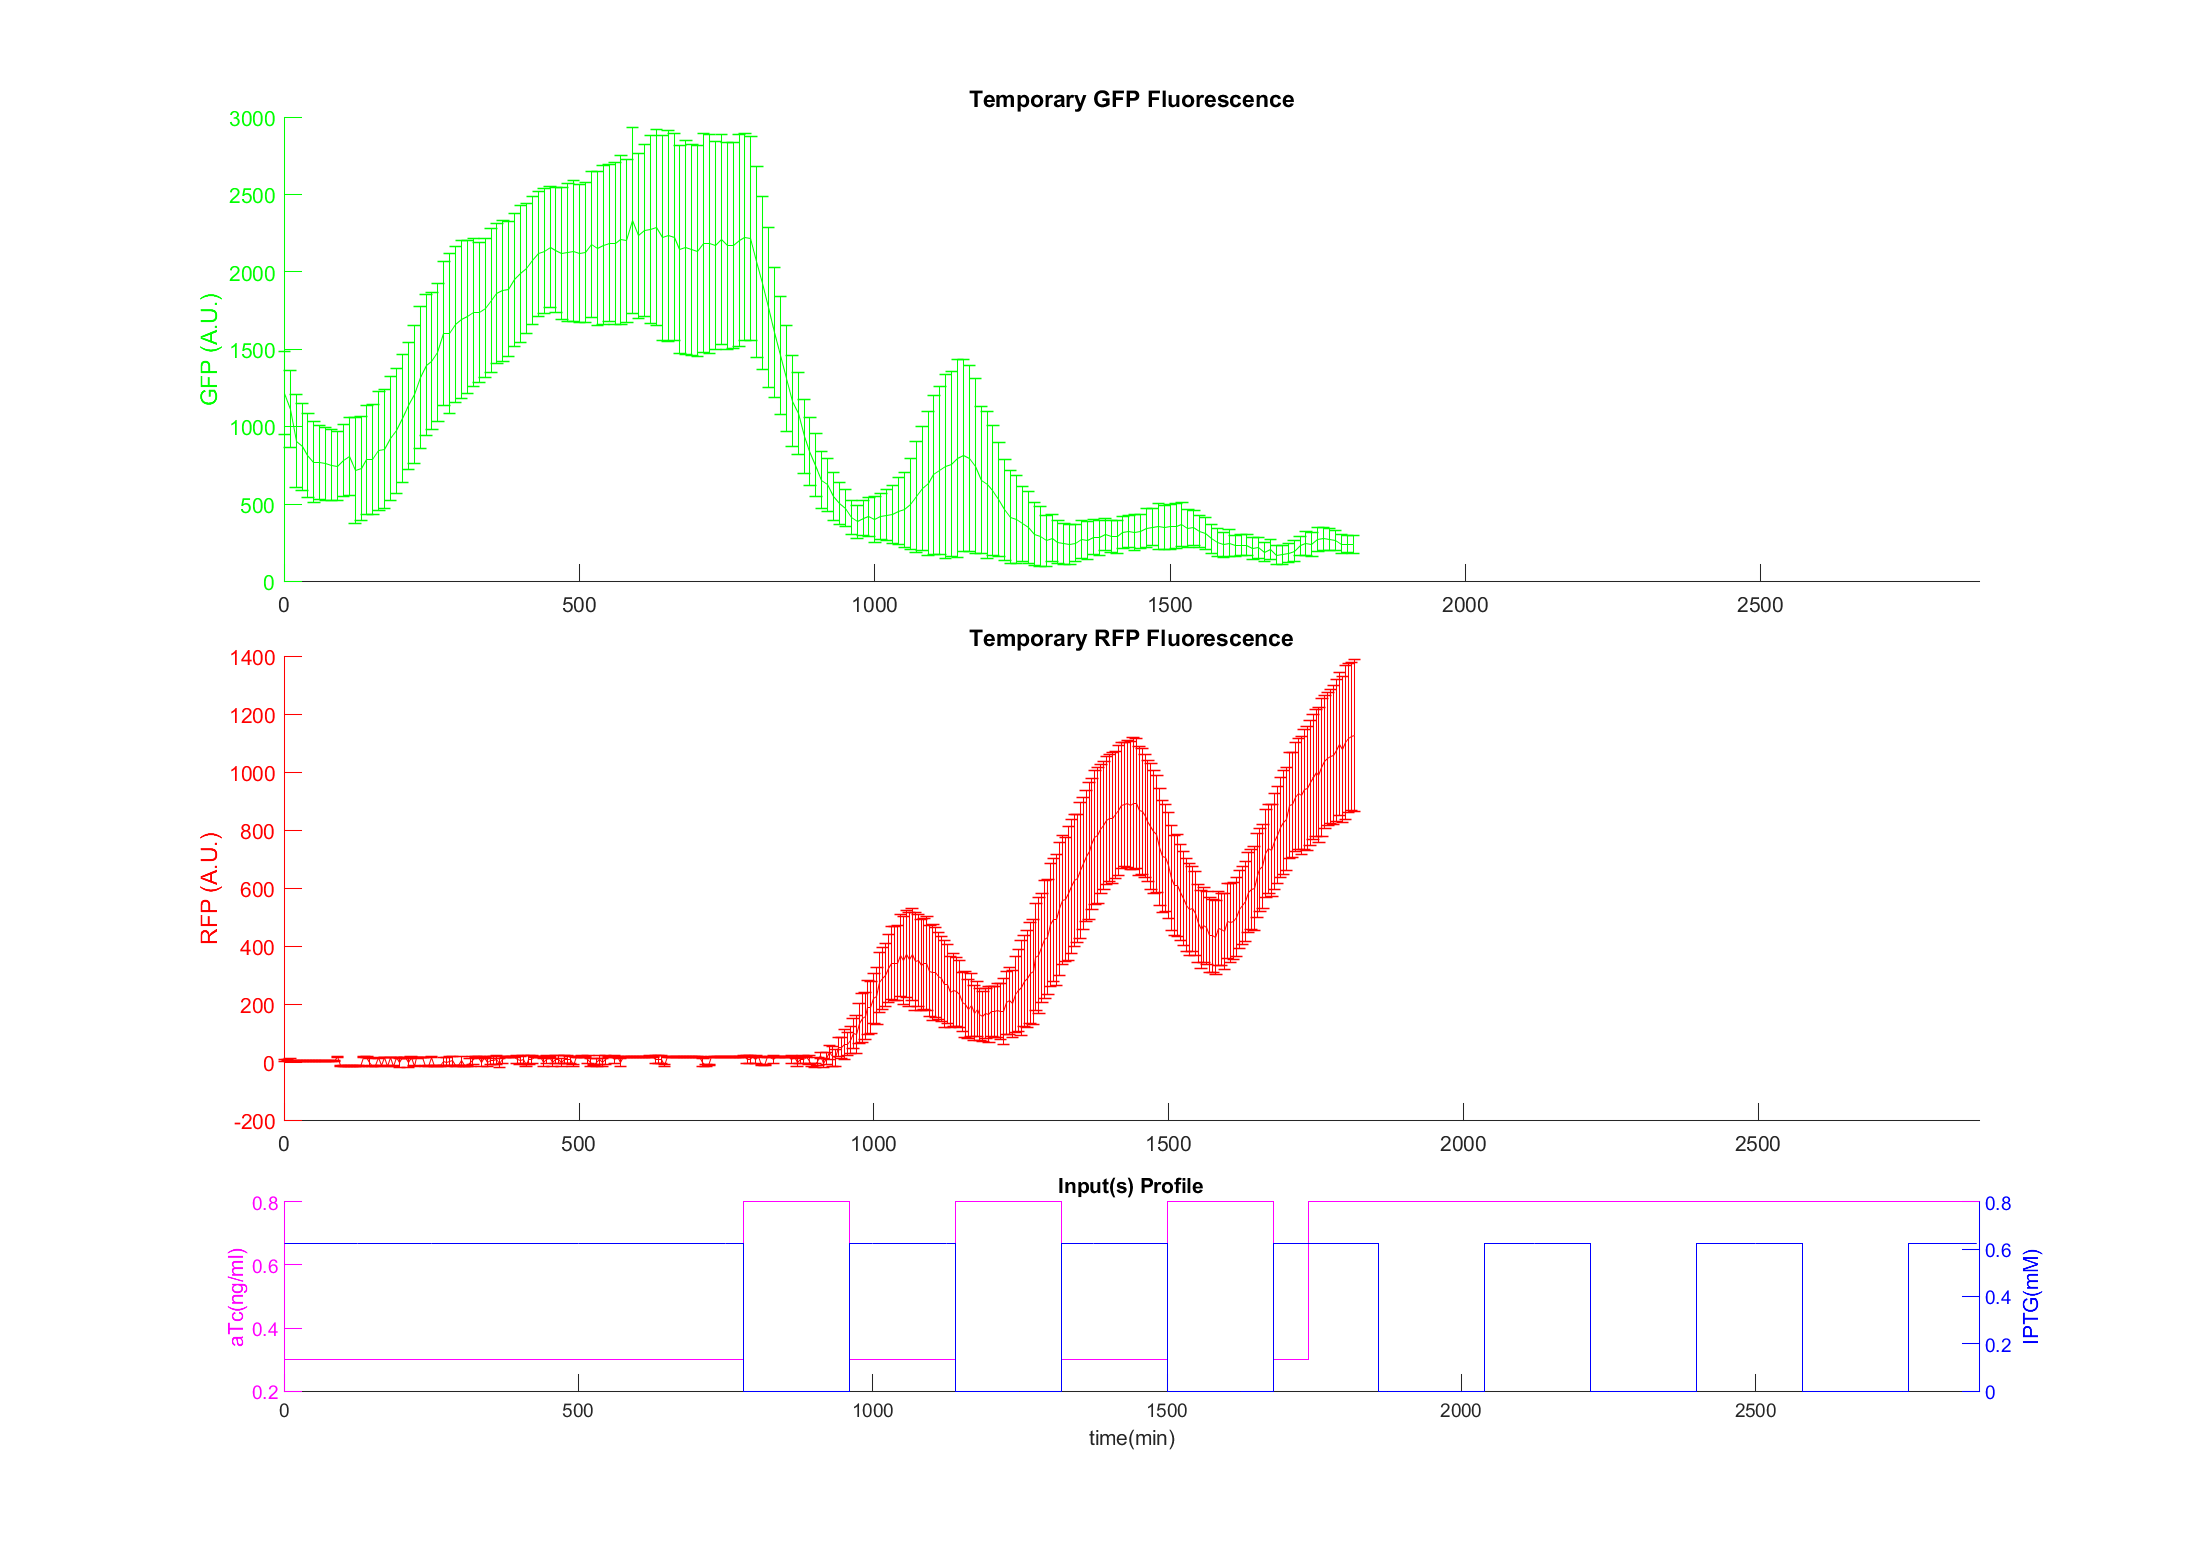 Temporary GFP Fluorescence
3000
2500
2000
1500
1000
500
0
GFP (A.U.)
0 500 1000 1500 2000 2500
Temporary RFP Fluorescence
1400
1200
1000
800
600
400
200
0
-200
RFP (A.U.)
0 500 1000 1500 2000 2500
Input(s) Profile
0.8
0.6
0.4
0.2
aTc(ng/ml)
0.8
0.6
0.4
0.2
0
IPTG(mM)
0 500 1000 1500 2000 2500
time(min)